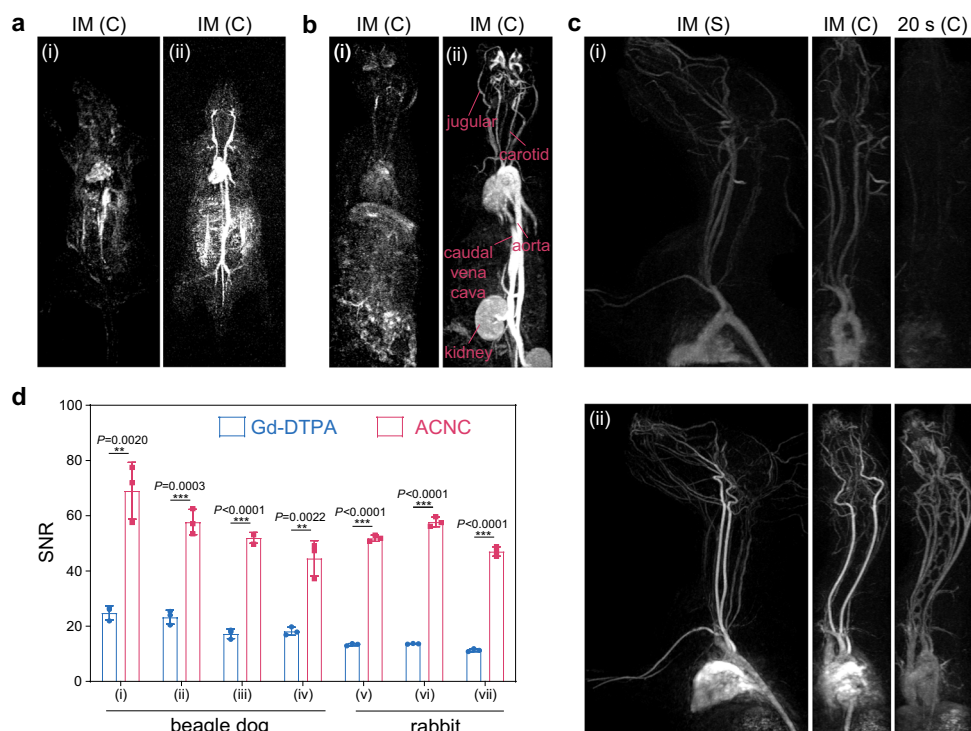 a
IM (C)
IM (C)
(i)
(ii)
b
IM (C)
IM (C)
(i)
(ii)
jugular
carotid
aorta
caudal
vena
cava
kidney
c
IM (S)
IM (C)
20 s (C)
(i)
(ii)
d
100
80
60
40
20
0
SNR
Gd-DTPA
ACNC
P=0.0020
**
P=0.0003
***
P<0.0001
***
P=0.0022
**
P<0.0001
***
P<0.0001
***
P<0.0001
***
(i)
(ii)
(iii)
(iv)
(v)
(vi)
(vii)
beagle dog
rabbit